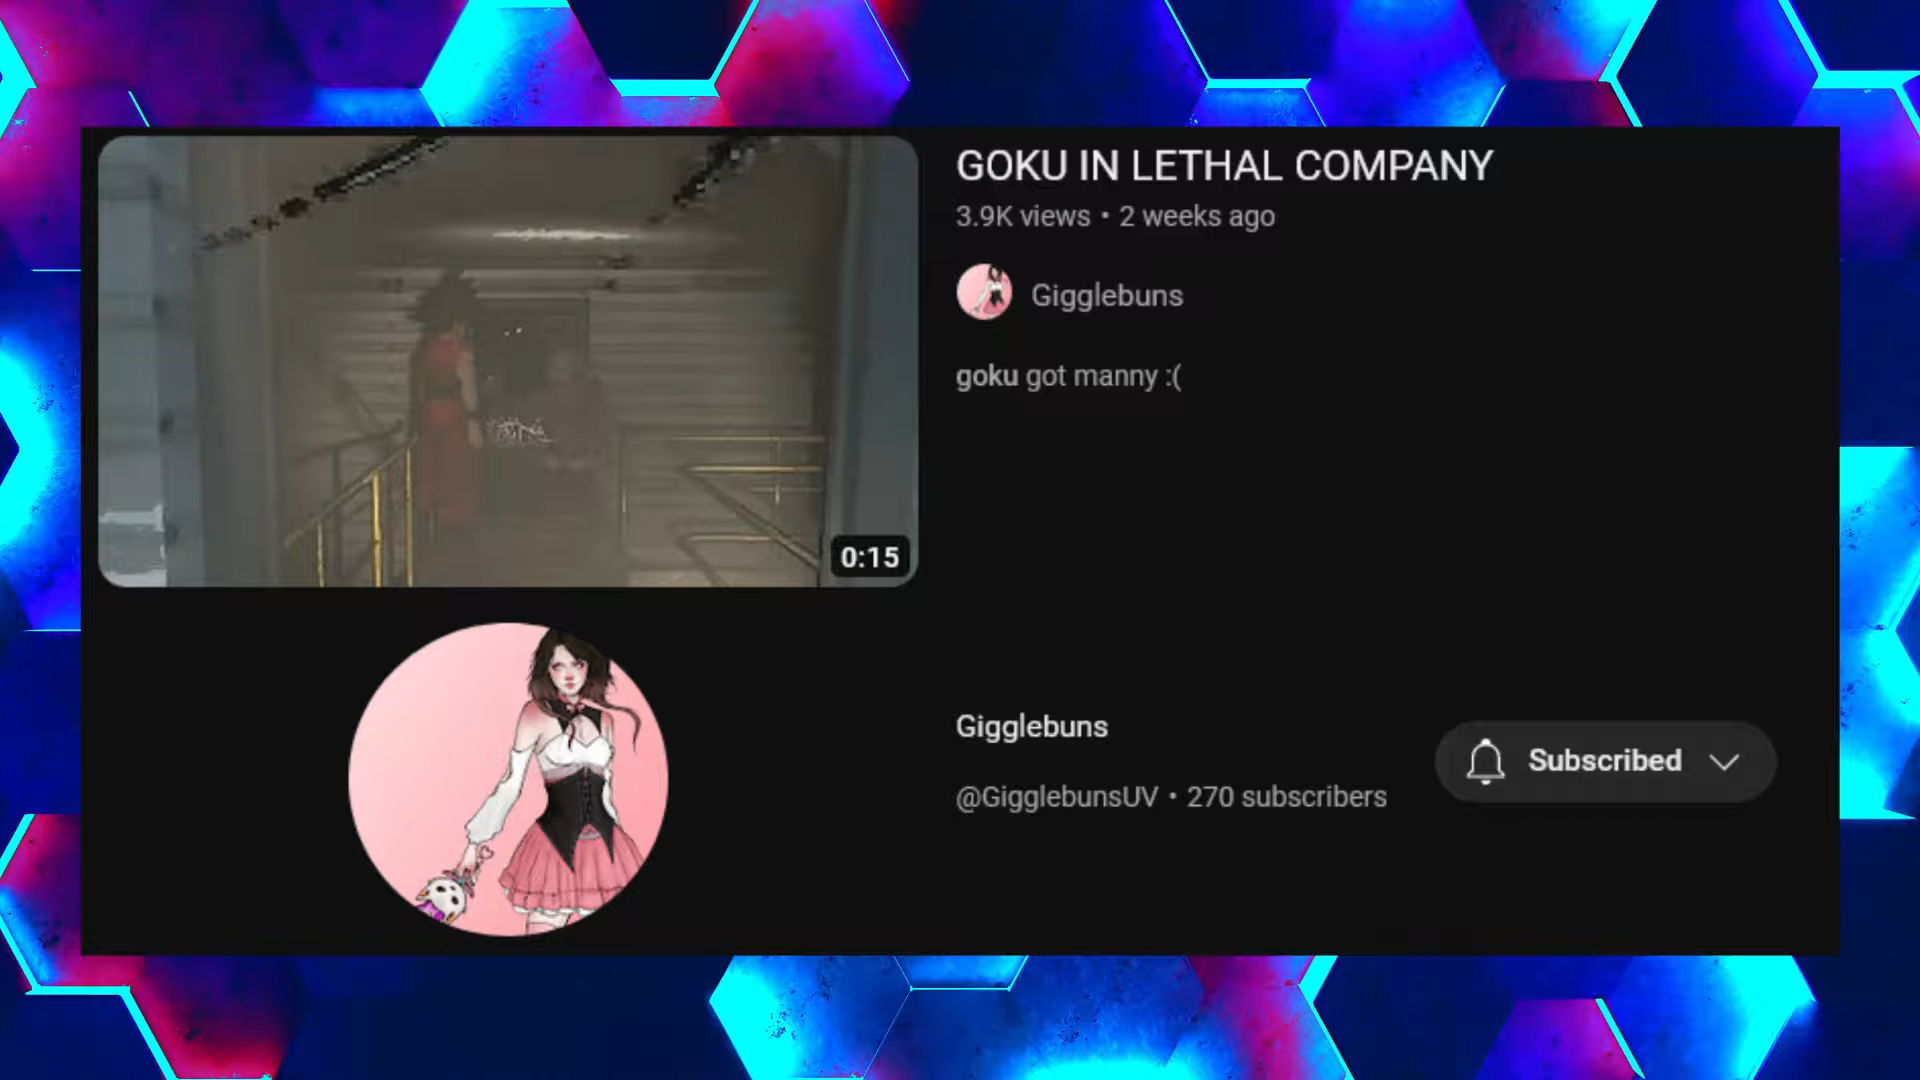 GOKU IN LETHAL COMPANY
3.9K views • 2 weeks ago
Gigglebuns
goku got manny :(
0:15
Gigglebuns
@GigglebunsUV • 270 subscribers
Subscribed